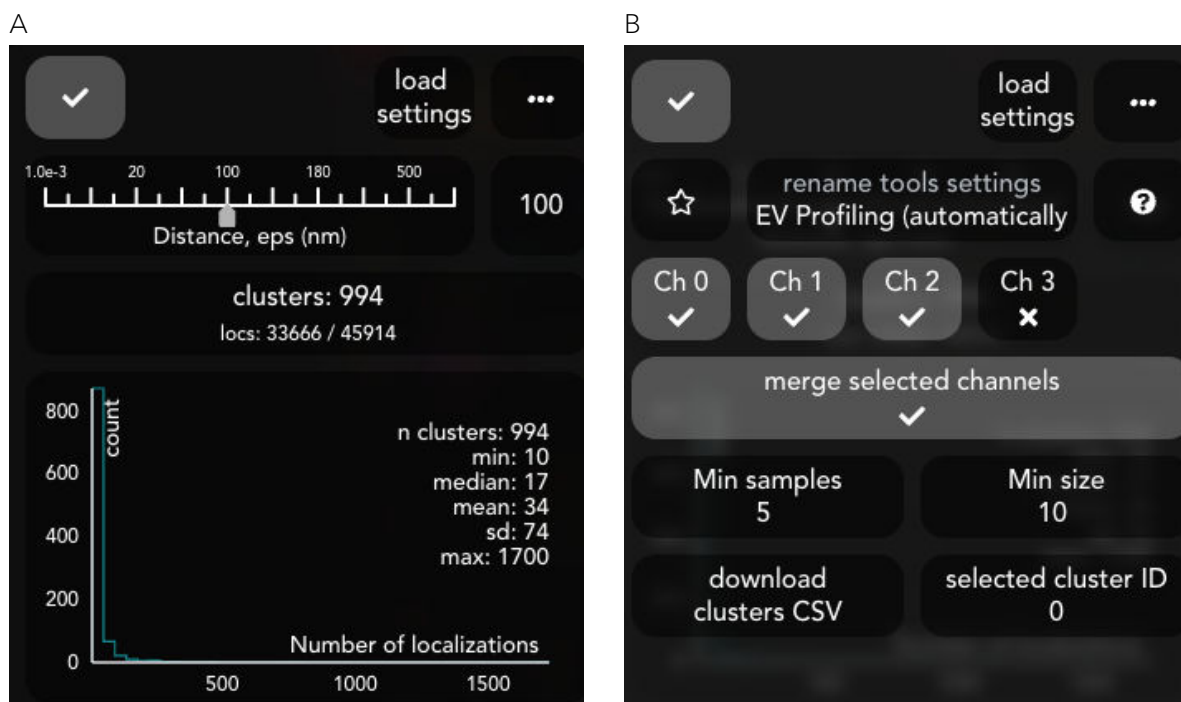 A
load
settings
...
1.0e-3 20 100 180 500
Distance, eps (nm)
100
clusters: 994
locs: 33666 / 45914
800
600
400
200
0
count
n clusters: 994
min: 10
median: 17
mean: 34
sd: 74
max: 1700
Number of localizations
500 1000 1500
B
load
settings
...
rename tools settings
EV Profiling (automatically
?
Ch 0 Ch 1 Ch 2 Ch 3
merge selected channels
Min samples
5
Min size
10
download
clusters CSV
selected cluster ID
0